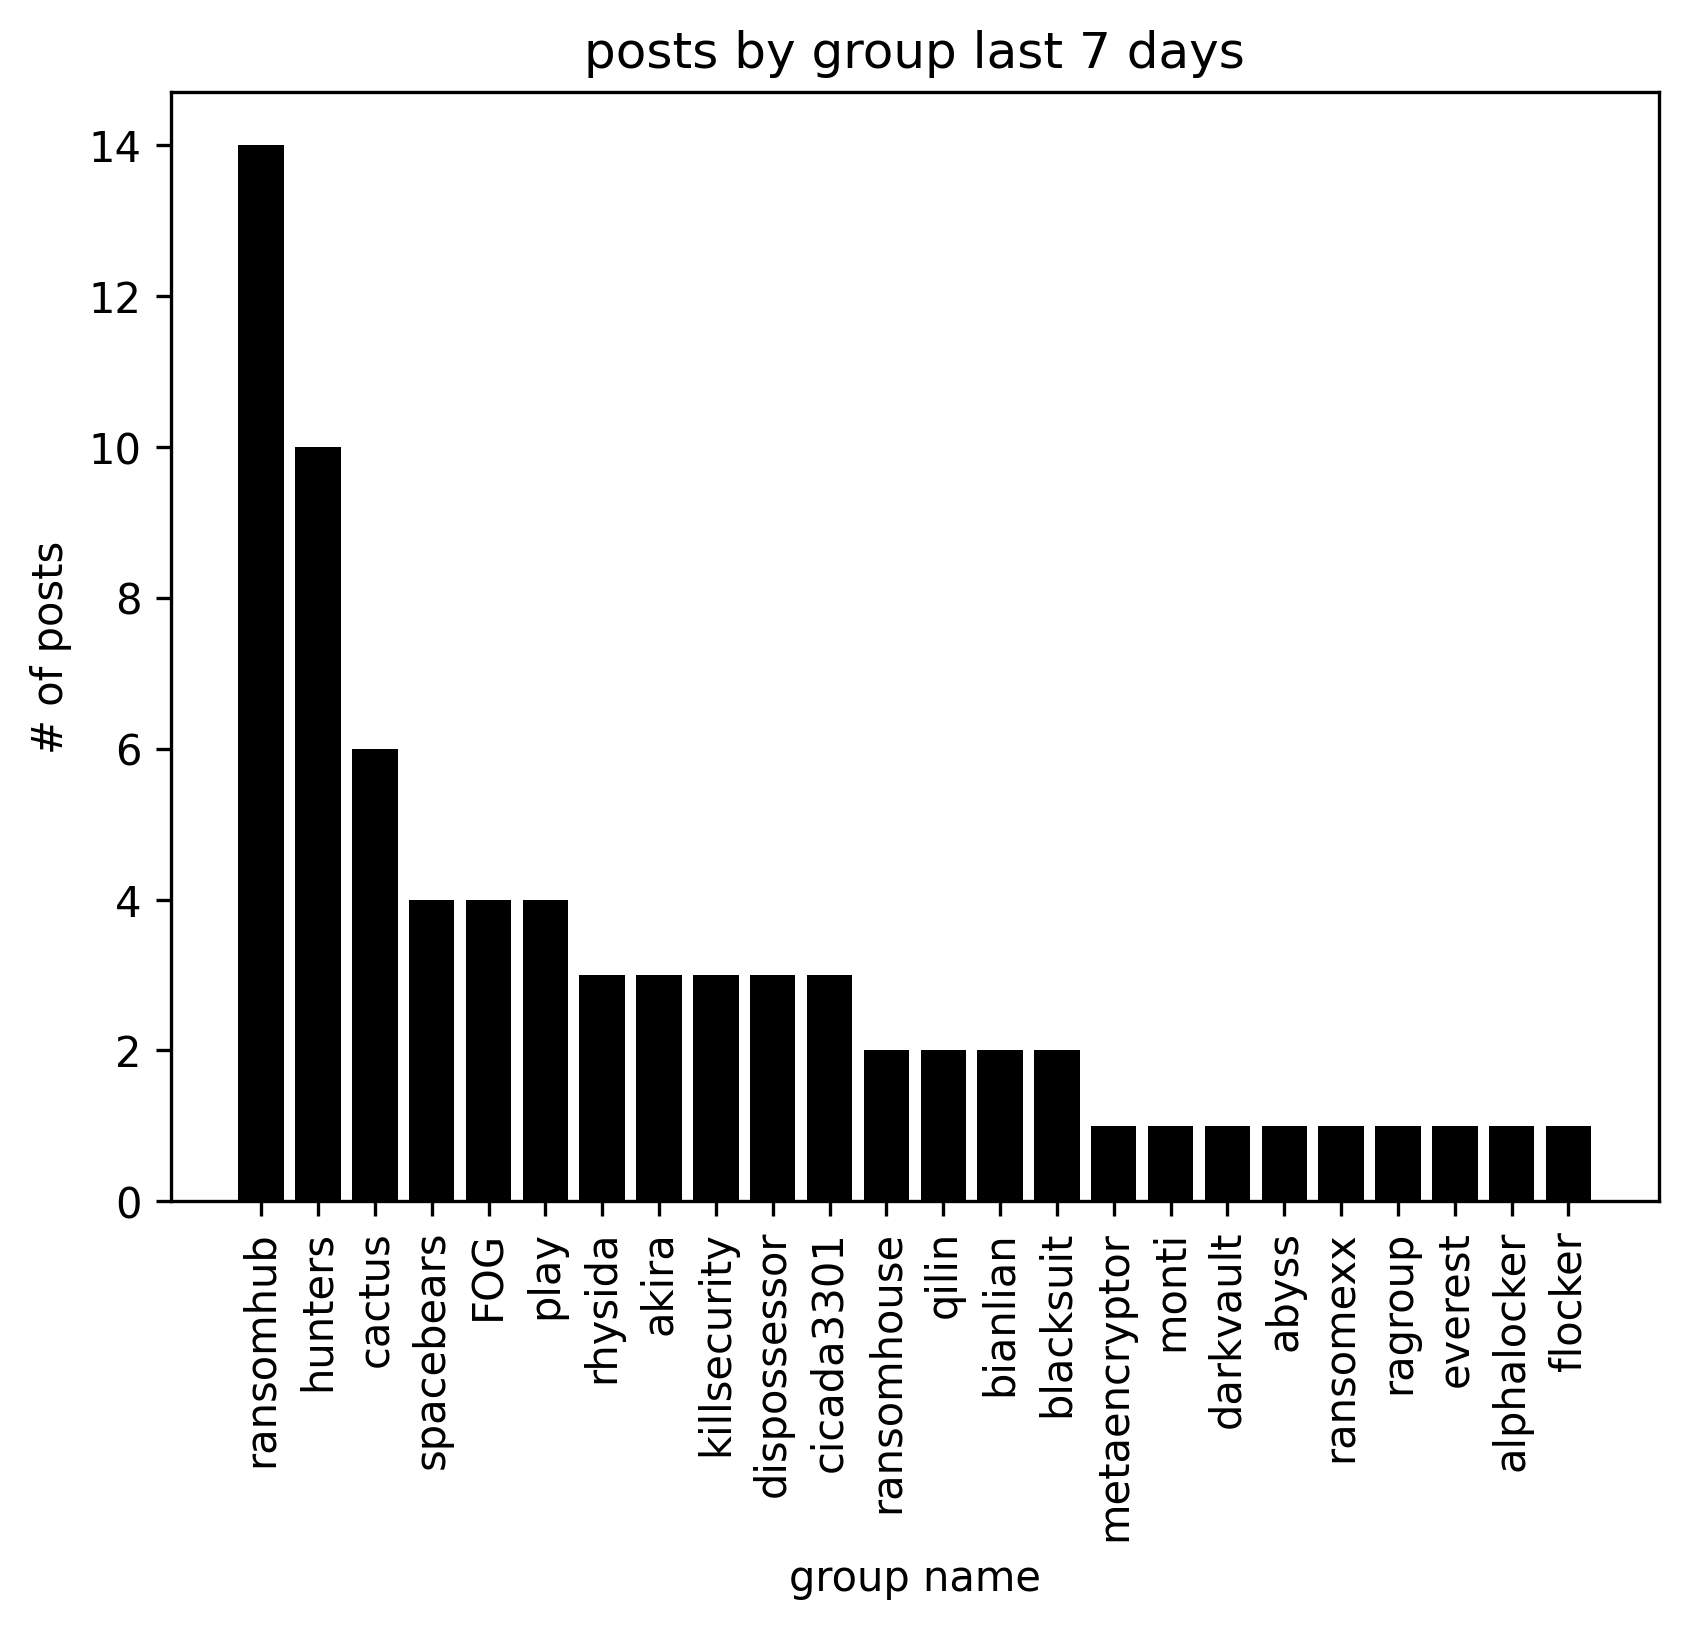 posts by group last 7 days
14
12
10
8
6
4
2
0
# of posts
ransomhub
hunters
cactus
spacebears
FOG
play
rhysida
akira
killsecurity
dispossessor
cicada3301
ransomhouse
qilin
bianlian
blacksuit
metaencryptor
monti
darkvault
abyss
ransomexx
ragroup
everest
alphalocker
flocker
group name